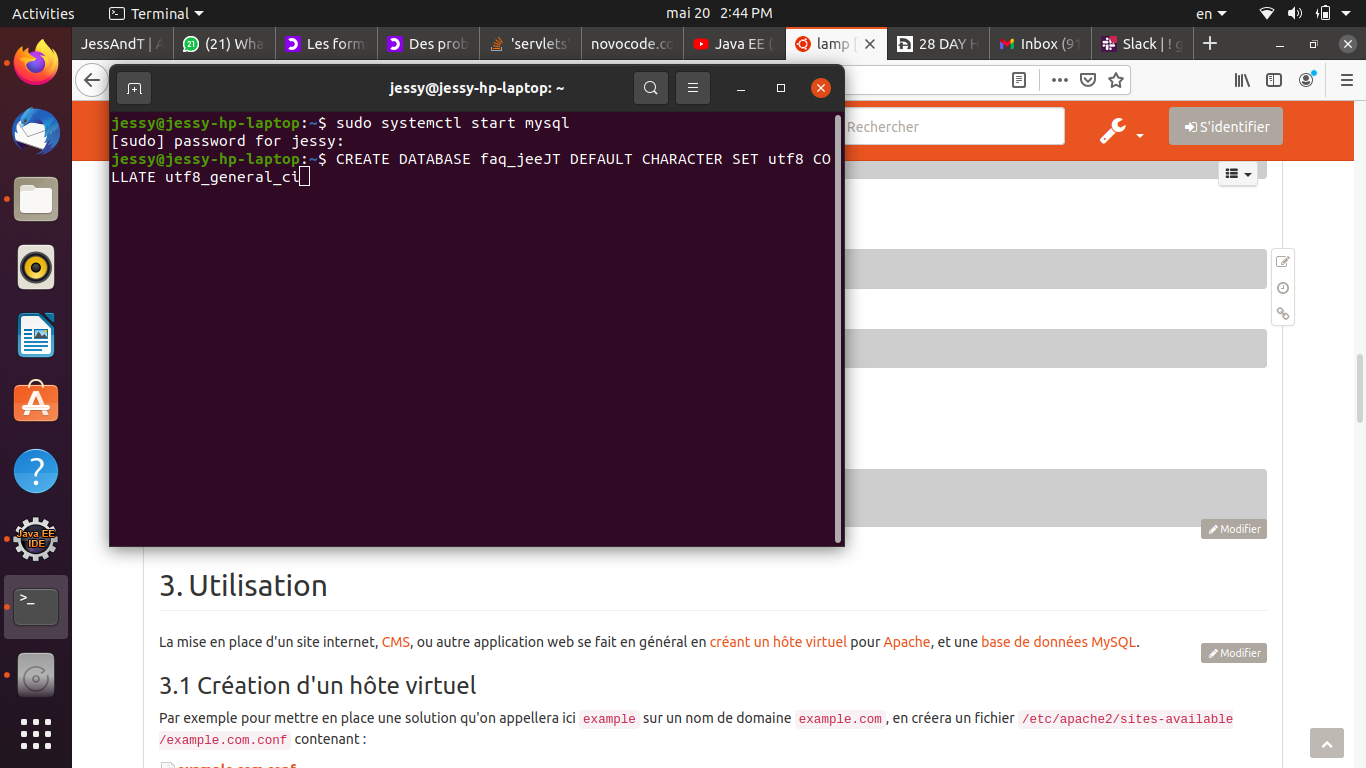 Activities
Terminal
mai 20 2:44 PM
en
JessAndT | A
(21) Wha
Les form
Des prob
'servlets'
novocode.co
Java EE (
lamp [
28 DAY H
Inbox (91
Slack | ! g
jessy@jessy-hp-laptop: ~
jessy@jessy-hp-laptop:~$ sudo systemctl start mysql
[sudo] password for jessy:
jessy@jessy-hp-laptop:~$ CREATE DATABASE faq_jeeJT DEFAULT CHARACTER SET utf8 CO
LLATE utf8_general_ci
Rechercher
S'identifier
Java EE
IDE
Modifier
3. Utilisation
La mise en place d'un site internet, CMS, ou autre application web se fait en général en créant un hôte virtuel pour Apache, et une base de données MySQL.
Modifier
3.1 Création d'un hôte virtuel
Par exemple pour mettre en place une solution qu'on appellera ici example sur un nom de domaine example.com, en créera un fichier /etc/apache2/sites-available
/example.com.conf contenant :
example.com.conf